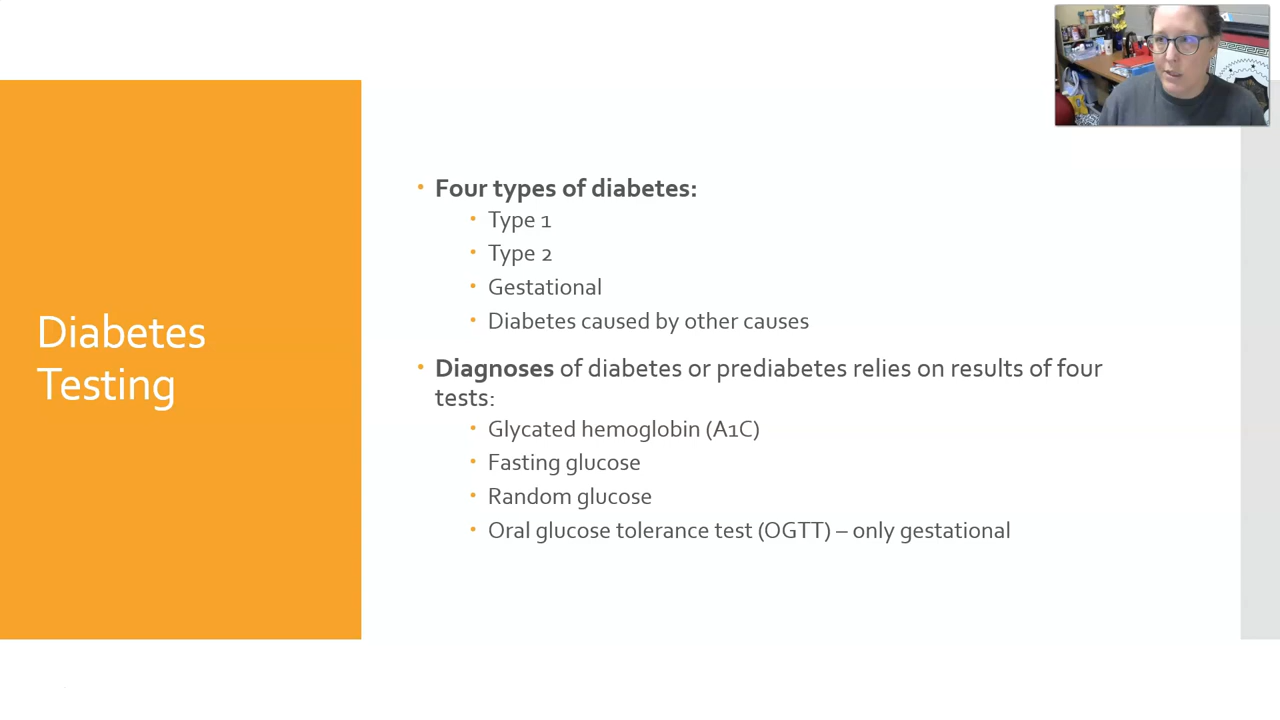 Diabetes
Testing
Four types of diabetes:
Type 1
Type 2
Gestational
Diabetes caused by other causes
Diagnoses of diabetes or prediabetes relies on results of four
tests:
Glycated hemoglobin (A1C)
Fasting glucose
Random glucose
Oral glucose tolerance test (OGTT) – only gestational